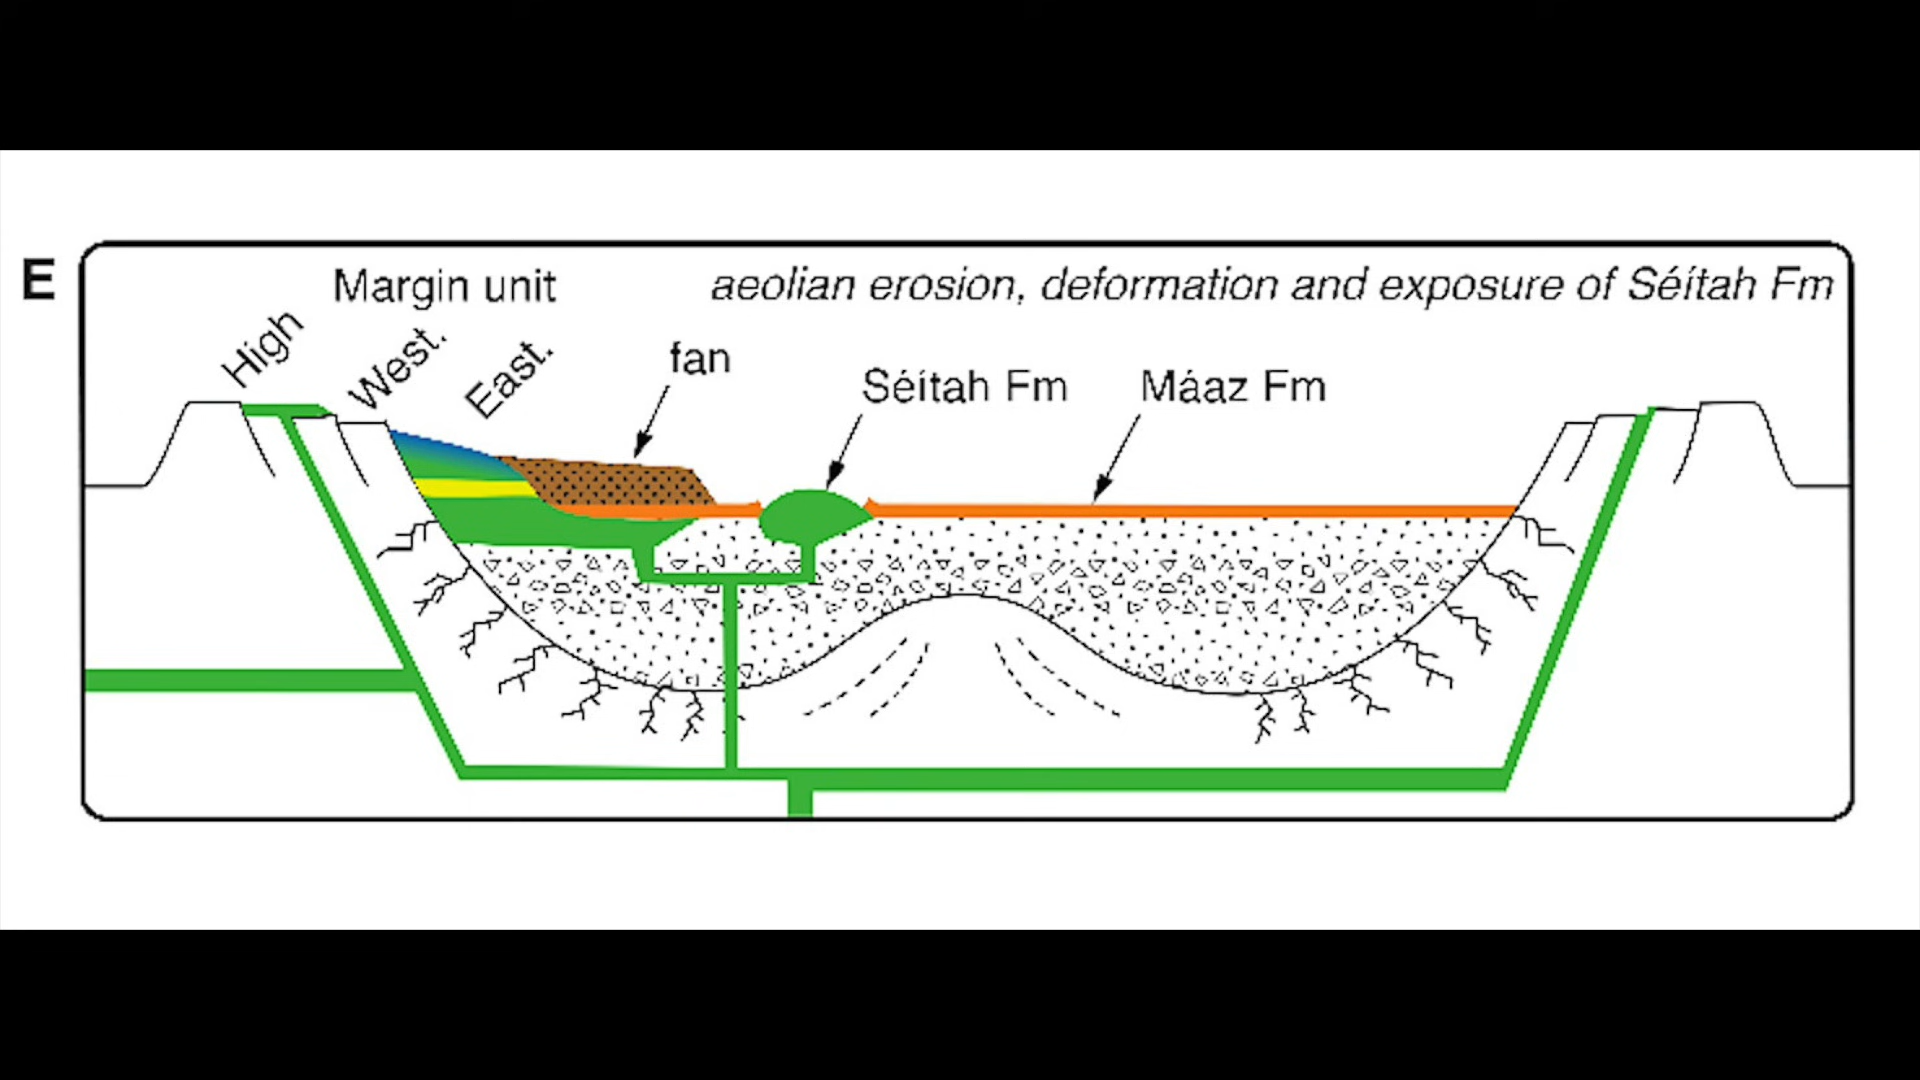 E
Margin unit
aeolian erosion, deformation and exposure of Séítah Fm
High
West.
East.
fan
Séítah Fm
Máaz Fm